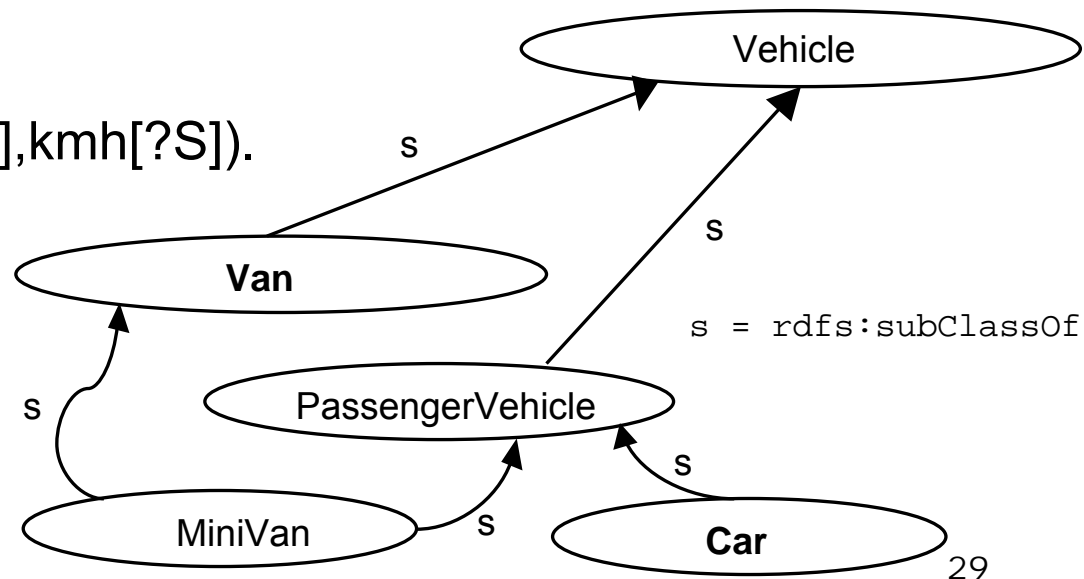 Vehicle
],kmh[?S]).
s
s
Van
s = rdfs:subClassOf
s
PassengerVehicle
s
MiniVan
s
Car
29